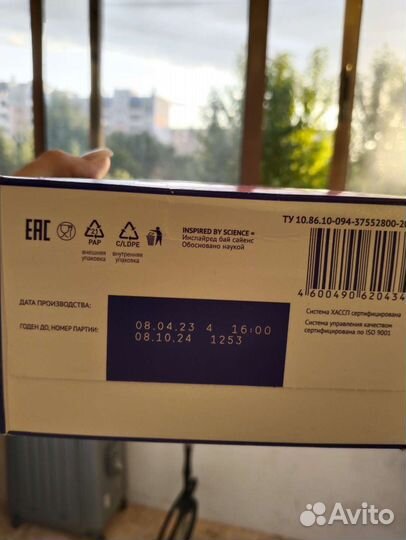 ТУ 10.86.10-094-37552800-20
EAC
21
PAP
внешняя
упаковка
C/LDPE
внутренняя
упаковка
INSPIRED BY SCIENCE =
Инспайред бай сайенс
Обосновано наукой
4 600490 620434
ДАТА ПРОИЗВОДСТВА:
08.04.23 4 16:00
ГОДЕН ДО, НОМЕР ПАРТИИ:
08.10.24 1253
Система ХАССП сертифицирована
Система управления качеством
сертифицирована по ISO 9001
Avito